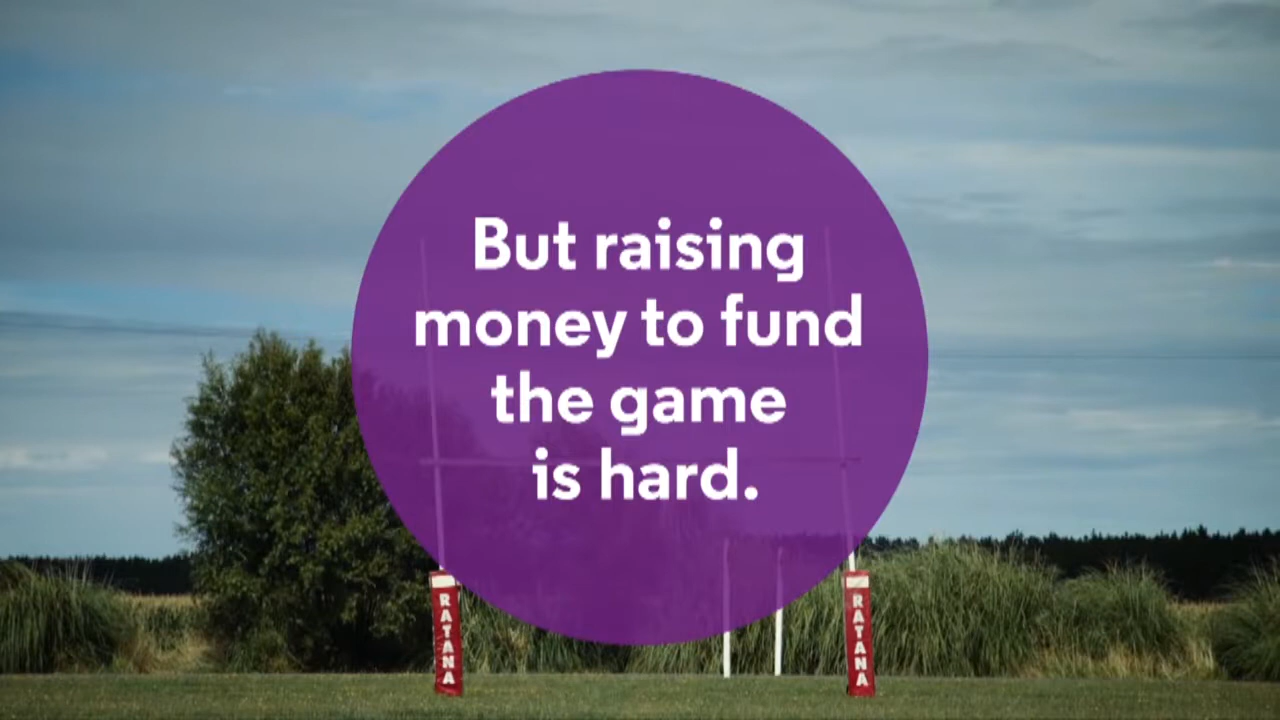 But raising
money to fund
the game
is hard.
RATANA
RATANA